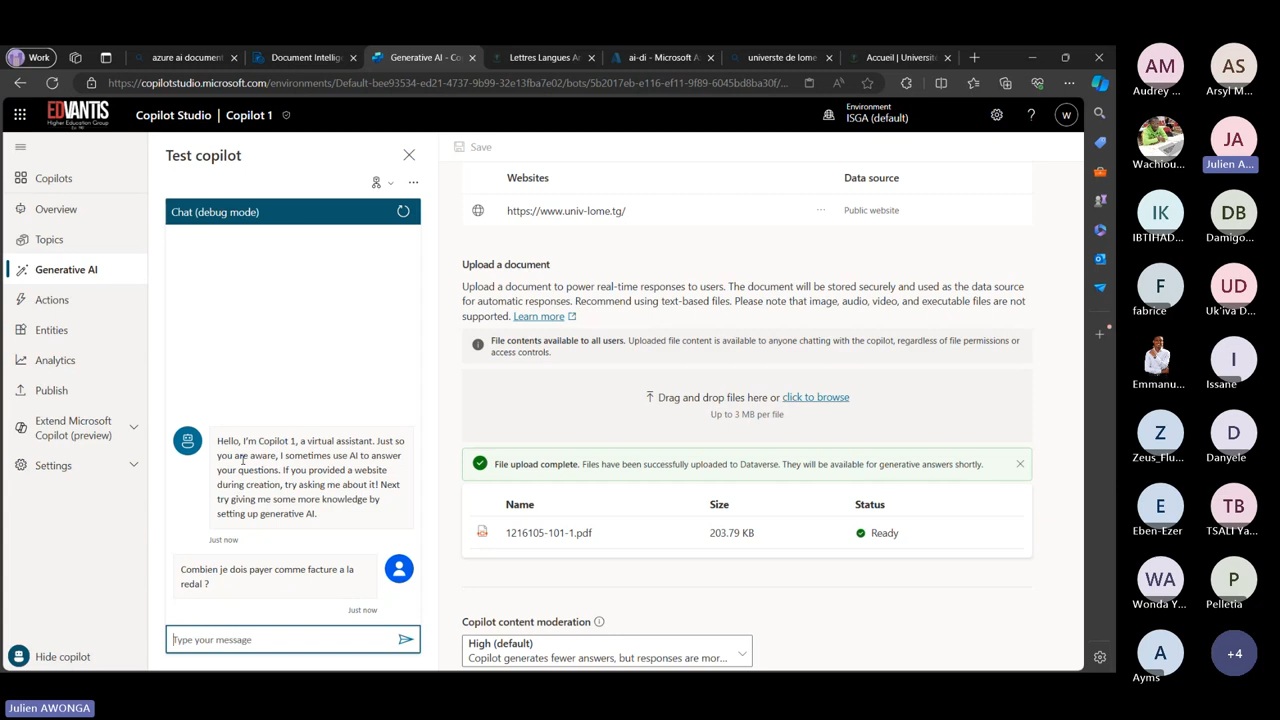 Work
azure ai document
Document Intellig
Generative AI - Co
Lettres Langues Ar
ai-di - Microsoft A
universte de lome
Accueil | Universit
https://copilotstudio.microsoft.com/environments/Default-bee93534-ed21-4737-9b99-32e13fba7e02/bots/5b2017eb-e116-ef11-9f89-6045bd8ba30f/...
EDVANTIS
Higher Education Group
Copilot Studio | Copilot 1
Environment
ISGA (default)
? W
Copilots
Overview
Topics
Generative AI
Actions
Entities
Analytics
Publish
Extend Microsoft
Copilot (preview)
Settings
Hide copilot
Test copilot
Chat (debug mode)
Hello, I'm Copilot 1, a virtual assistant. Just so
you are aware, I sometimes use AI to answer
your questions. If you provided a website
during creation, try asking me about it! Next
try giving me some more knowledge by
setting up generative AI.
Just now
Combien je dois payer comme facture a la
redal ?
Just now
Type your message
Save
Websites Data source
https://www.univ-lome.tg/ ... Public website
Upload a document
Upload a document to power real-time responses to users. The document will be stored securely and used as the data source
for automatic responses. Recommend using text-based files. Please note that image, audio, video, and executable files are not
supported. Learn more
File contents available to all users. Uploaded file content is available to anyone chatting with the copilot, regardless of file permissions or
access controls.
Drag and drop files here or click to browse
Up to 3 MB per file
File upload complete. Files have been successfully uploaded to Dataverse. They will be available for generative answers shortly.
Name Size Status
1216105-101-1.pdf 203.79 KB Ready
Copilot content moderation
High (default)
Copilot generates fewer answers, but responses are mor...
AM AS
Audrey ... Arsyl M...
JA
Wachiou... Julien A...
IK DB
IBTIHAD... Damigo...
F UD
fabrice Uk'iva D...
I
Emmanu... Issane
Z D
Zeus_Flu... Danyele
E TB
Eben-Ezer TSALI Ya...
WA P
Wonda Y... Pelletia
A +4
Ayms
Julien AWONGA